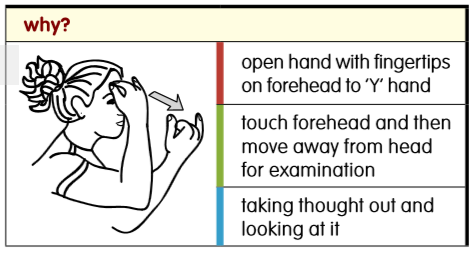 why?
open hand with fingertips
on forehead to ‘Y’ hand
touch forehead and then
move away from head
for examination
taking thought out and
looking at it